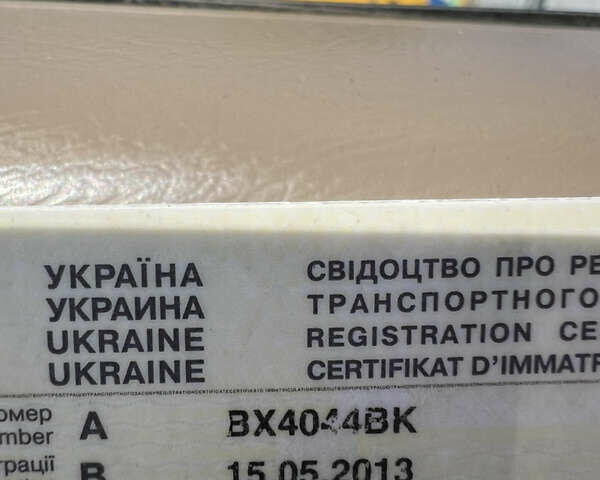 УКРАЇНА СВІДОЦТВО ПРО РЕ
УКРАИНА ТРАНСПОРТНОГО
UKRAINE REGISTRATION CE
UKRAINE CERTIFIKAT D'IMMATR
омер
mber A BX4044BK
трації
B 15.05.2013